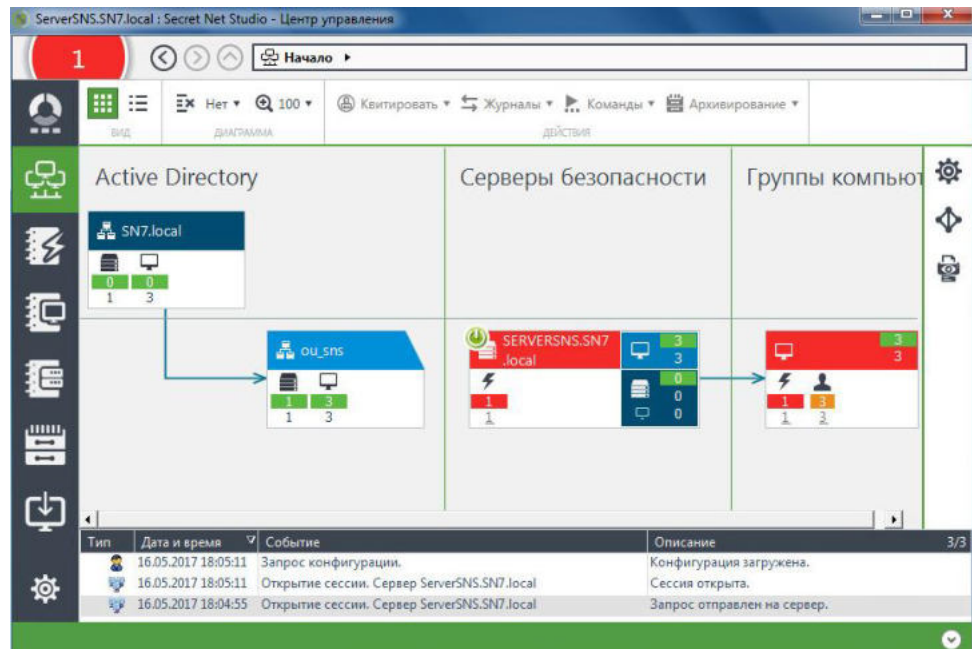 ServerSNS.SN7.local : Secret Net Studio - Центр управления
1
Начало
Нет
100
Квитировать
Журналы
Команды
Архивирование
ВИД
ДИАГРАММА
ДЕЙСТВИЯ
Active Directory
Серверы безопасности
Группы компьют
SN7.local
0 0
1 3
ou_sns
1 3
1 3
SERVERSNS.SN7
.local
3
3
1
1
0
0
0
3
3
1 3
1 3
Тип Дата и время Событие Описание 3/3
16.05.2017 18:05:11 Запрос конфигурации. Конфигурация загружена.
16.05.2017 18:05:11 Открытие сессии. Сервер ServerSNS.SN7.local Сессия открыта.
16.05.2017 18:04:55 Открытие сессии. Сервер ServerSNS.SN7.local Запрос отправлен на сервер.